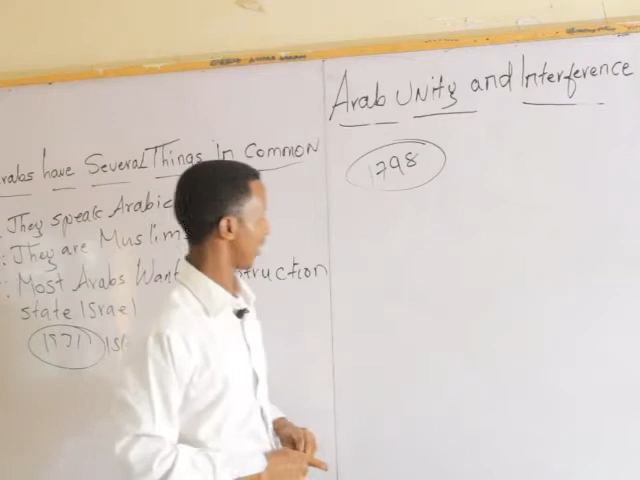 Arabs have Several Things in Common
They speak Arabic
They are Muslims
Most Arabs Want
state Israel
Arab Unity and Interference
1798